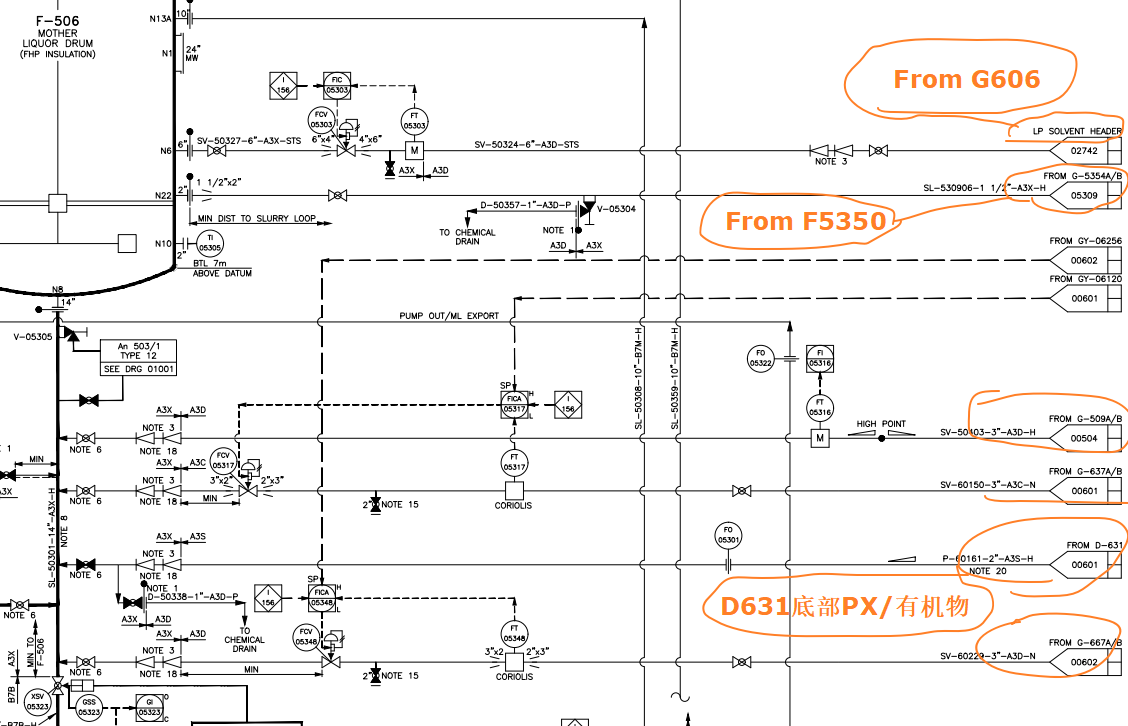 F-506
MOTHER
LIQUOR DRUM
(FHP INSULATION)
N13A
10"
N1
24"
MW
I
156
FIC
05303
FCV
05303
FT
05303
6"x4"
4"x6"
N6
6"
SV-50327-6"-A3X-STS
M
A3X
A3D
SV-50324-6"-A3D-STS
NOTE 3
From G606
LP SOLVENT HEADER
02742
N22
2"
1 1/2"x2"
MIN DIST TO SLURRY LOOP
SL-530906-1 1/2"-A3X-H
FROM G-5354A/B
05309
From F5350
D-50357-1"-A3D-P
V-05304
TO CHEMICAL
DRAIN
NOTE 1
A3D
A3X
N10
2"
TI
05305
BTL 7m
ABOVE DATUM
FROM GY-06256
00602
FROM GY-06120
00601
N8
14"
PUMP OUT/ML EXPORT
V-05305
An 503/1
TYPE 12
SEE DRG 01001
SL-50308-10"-B7M-H
SL-50359-10"-B7M-H
FO
05322
FI
05316
FT
05316
M
HIGH POINT
SP
FICA
05317
H
L
I
156
A3X
A3D
NOTE 3
NOTE 6
NOTE 18
SV-50403-3"-A3D-H
FROM G-509A/B
00504
MIN
A3X
A3C
FCV
05317
3"x2"
2"x3"
FT
05317
NOTE 3
NOTE 6
NOTE 18
MIN
2"
NOTE 15
CORIOLIS
SV-60150-3"-A3C-N
FROM G-637A/B
00601
A3X
SL-50301-14"-A3X-H
NOTE 8
A3X
A3S
NOTE 3
NOTE 6
NOTE 18
FO
05301
P-60161-2"-A3S-H
NOTE 20
FROM D-631
00601
NOTE 1
D-50338-1"-A3D-P
A3X
A3D
TO
CHEMICAL
DRAIN
I
156
SP
FICA
05348
H
L
D631底部PX/有机物
NOTE 6
A3X
B7B
MIN TO
F-506
A3X
A3D
NOTE 3
NOTE 6
NOTE 18
MIN
FCV
05348
FT
05348
3"x2"
2"x3"
2"
NOTE 15
CORIOLIS
SV-60229-3"-A3D-N
FROM G-667A/B
00602
XSV
05323
GSS
05323
GI
05323
O
C
I